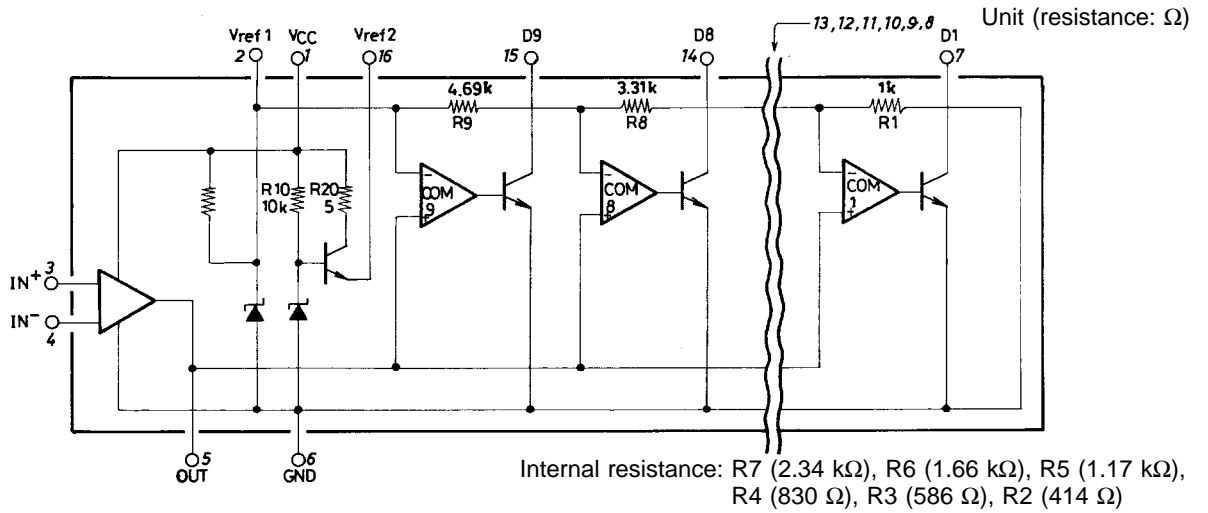 13,12,11,10,9,8
Unit (resistance: Ω)
Vref 1
VCC
Vref 2
D9
D8
D1
2
1
16
15
14
7
4.69k
R9
3.31k
R8
1k
R1
R10
10k
R20
5
−
COM
9
+
−
COM
8
+
−
COM
1
+
IN+
3
IN−
4
5
OUT
6
GND
Internal resistance: R7 (2.34 kΩ), R6 (1.66 kΩ), R5 (1.17 kΩ),
R4 (830 Ω), R3 (586 Ω), R2 (414 Ω)